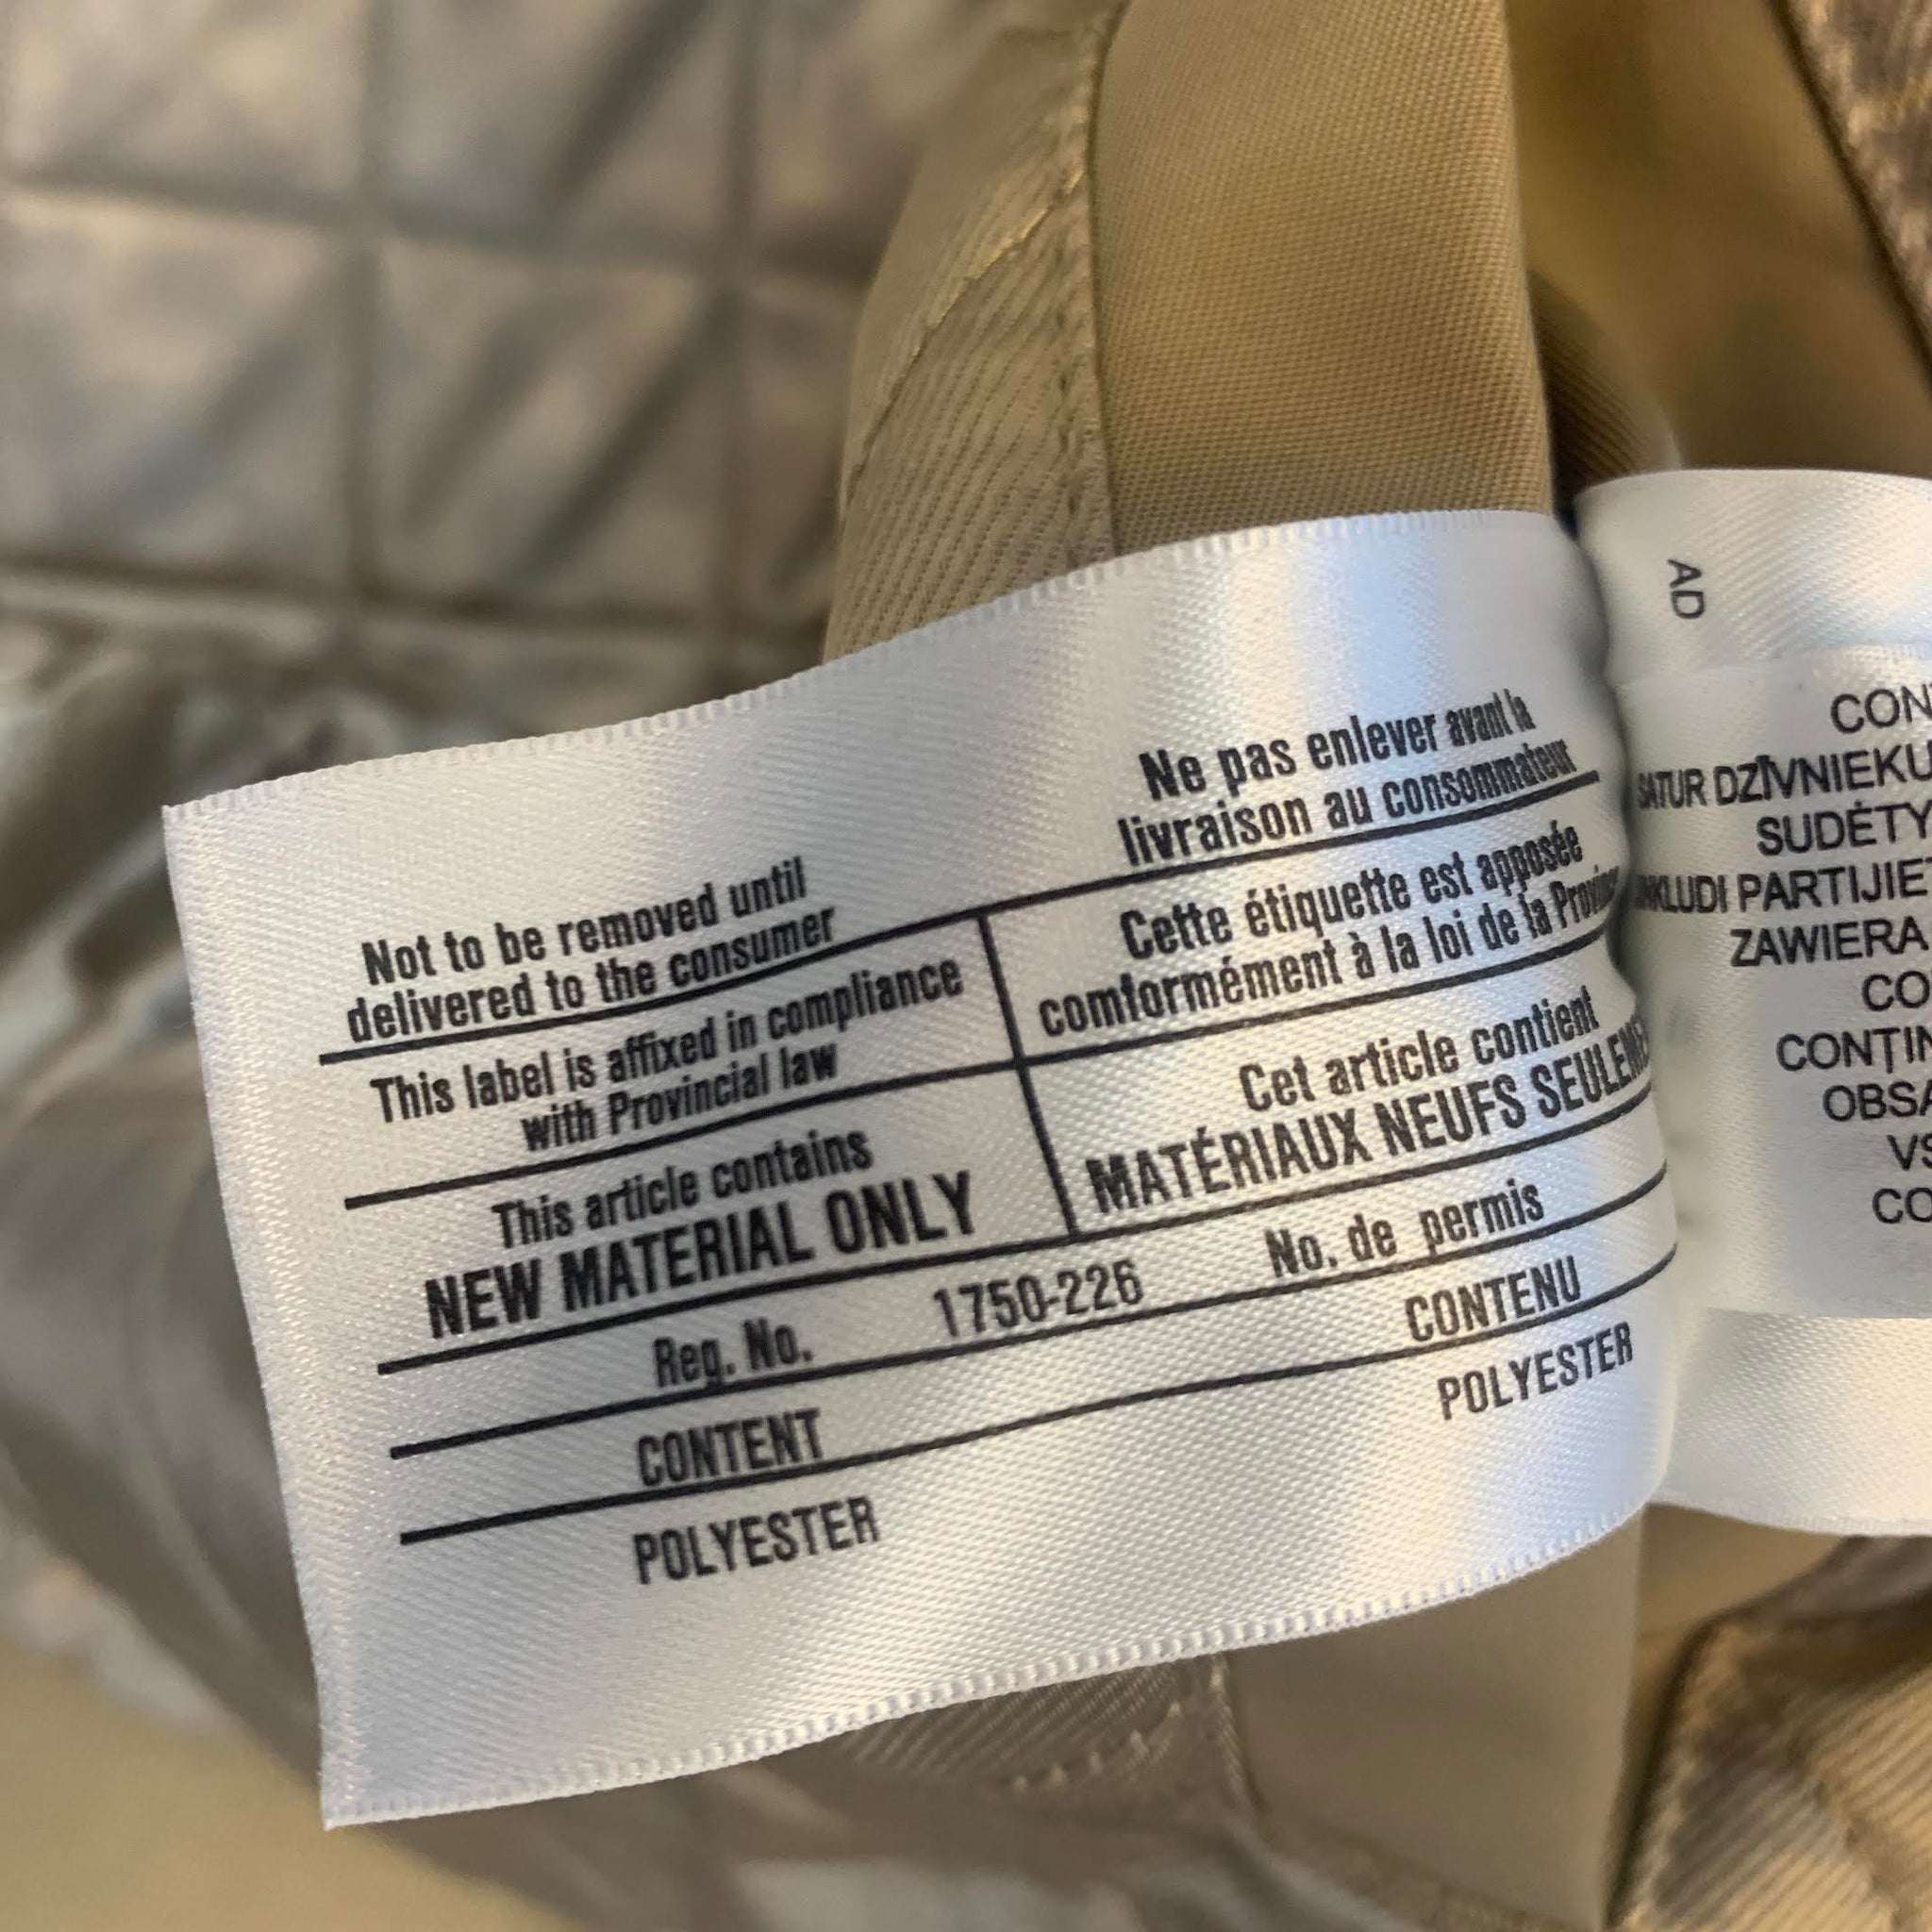 Not to be removed until
delivered to the consumer
Ne pas enlever avant la
livraison au consommateur
This label is affixed in compliance
with Provincial law
Cette étiquette est apposée
comformément à la loi de la
This article contains
NEW MATERIAL ONLY
Cet article contient
MATÉRIAUX NEUFS
Reg. No. 1750-226 No. de permis
CONTENT CONTENU
POLYESTER POLYESTER
AD
CON
SATUR DZĪVNIEKU
SUDĖTY
PARTIJIET
ZAWIERA
CO
CONȚIN
OBSA
VS
CO